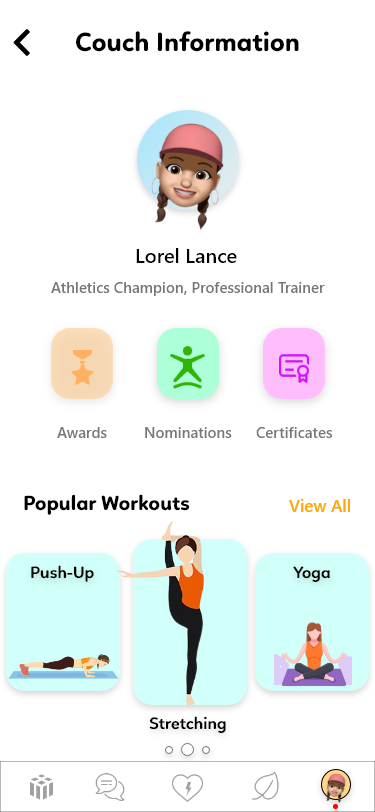 Couch Information
Lorel Lance
Athletics Champion, Professional Trainer
Awards
Nominations
Certificates
Popular Workouts
View All
Push-Up
Yoga
Stretching